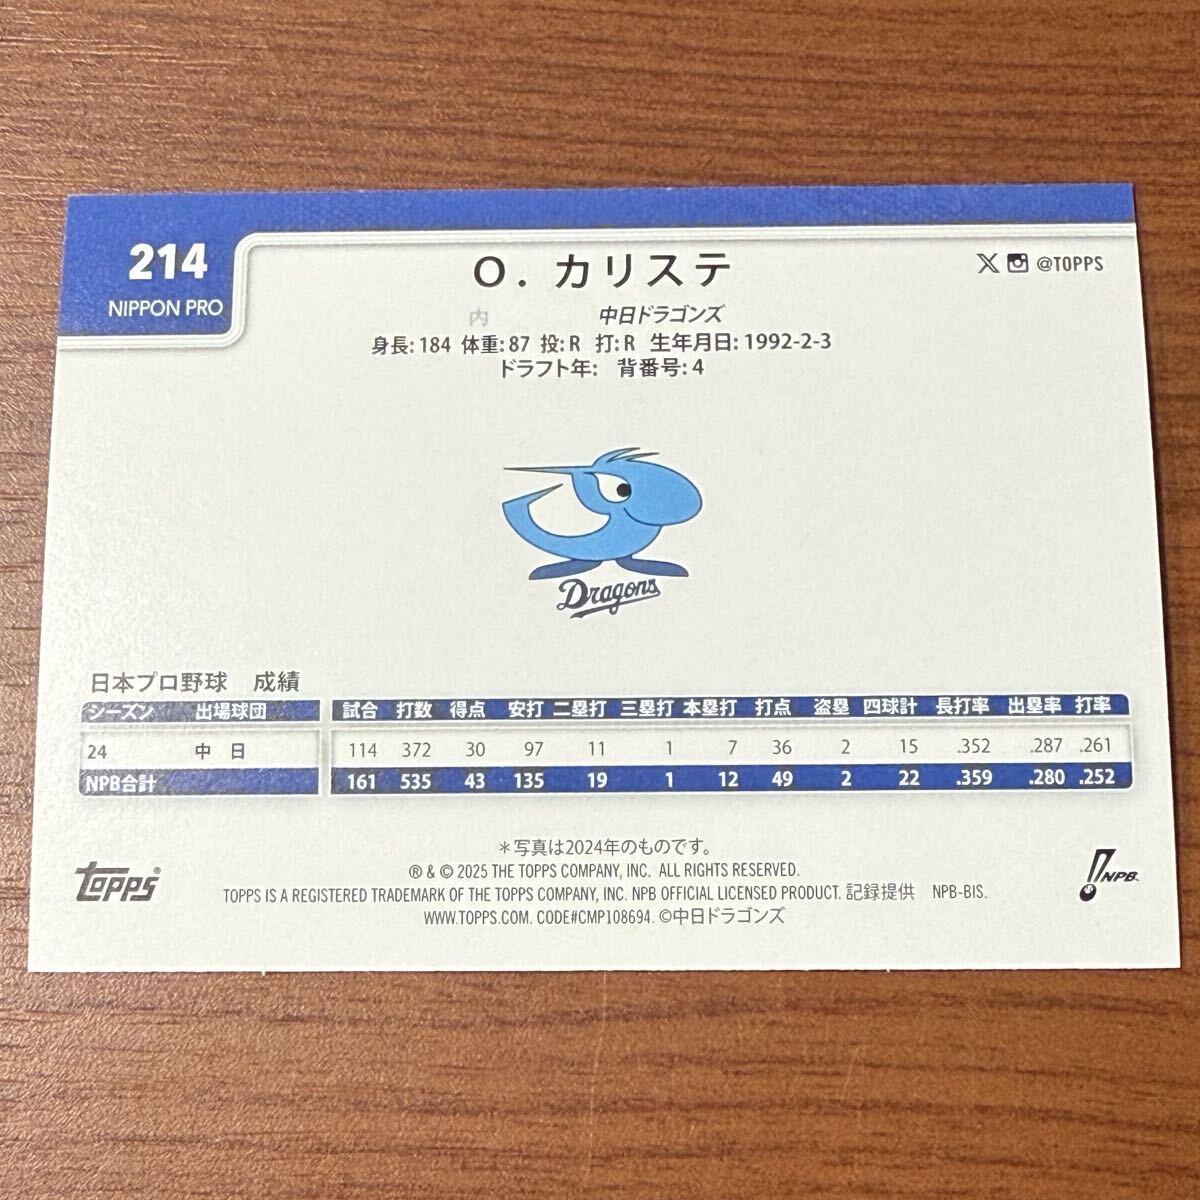 214
NIPPON PRO
O. カリステ
@TOPPS
内 中日ドラゴンズ
身長: 184 体重: 87 投: R 打: R 生年月日: 1992-2-3
ドラフト年: 背番号: 4
Dragons
日本プロ野球 成績
シーズン 出場球団 試合 打数 得点 安打 二塁打 三塁打 本塁打 打点 盗塁 四球計 長打率 出塁率 打率
24 中 日 114 372 30 97 11 1 7 36 2 15 .352 .287 .261
NPB合計 161 535 43 135 19 1 12 49 2 22 .359 .280 .252
＊写真は2024年のものです。
® & © 2025 THE TOPPS COMPANY, INC. ALL RIGHTS RESERVED.
TOPPS IS A REGISTERED TRADEMARK OF THE TOPPS COMPANY, INC. NPB OFFICIAL LICENSED PRODUCT. 記録提供 NPB-BIS.
WWW.TOPPS.COM. CODE#CMP108694. ©中日ドラゴンズ
topps®
NPB